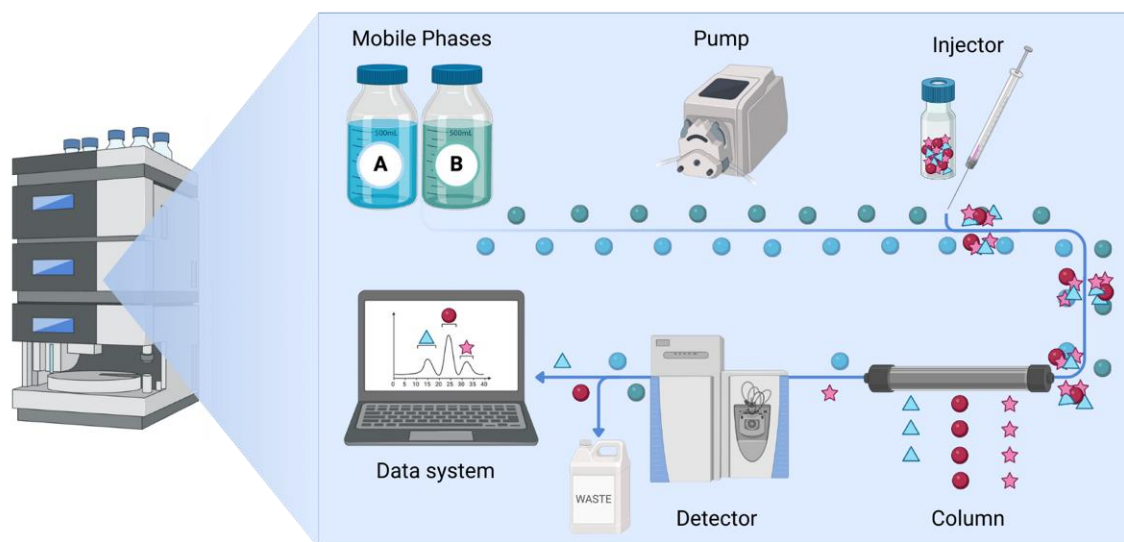 Mobile Phases
Pump
Injector
500mL
500mL
A
B
0 5 10 15 20 25 30 35 40
Data system
WASTE
Detector
Column